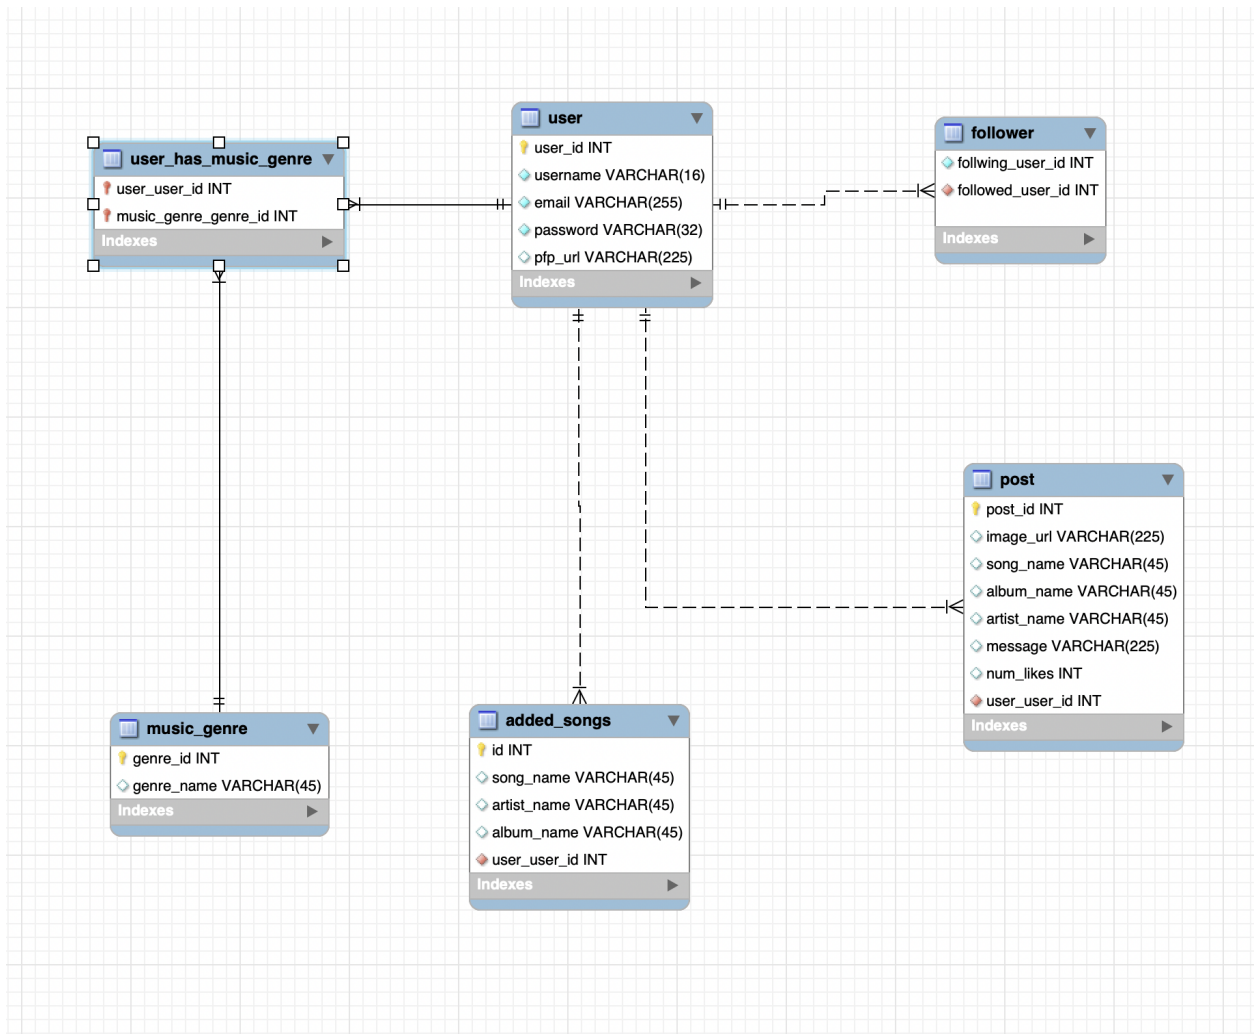 user_has_music_genre
user_user_id INT
music_genre_genre_id INT
Indexes
user
user_id INT
username VARCHAR(16)
email VARCHAR(255)
password VARCHAR(32)
pfp_url VARCHAR(225)
Indexes
follower
follwing_user_id INT
followed_user_id INT
Indexes
post
post_id INT
image_url VARCHAR(225)
song_name VARCHAR(45)
album_name VARCHAR(45)
artist_name VARCHAR(45)
message VARCHAR(225)
num_likes INT
user_user_id INT
Indexes
music_genre
genre_id INT
genre_name VARCHAR(45)
Indexes
added_songs
id INT
song_name VARCHAR(45)
artist_name VARCHAR(45)
album_name VARCHAR(45)
user_user_id INT
Indexes